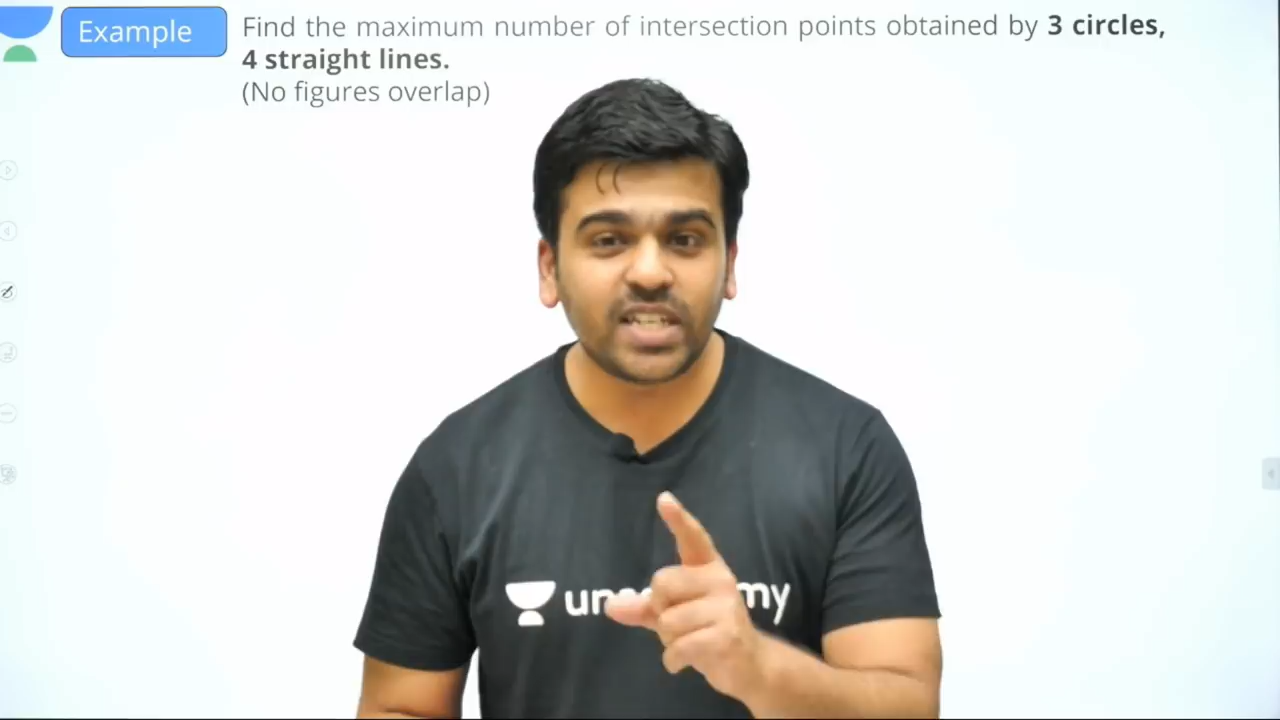 Example
Find the maximum number of intersection points obtained by 3 circles,
4 straight lines.
(No figures overlap)